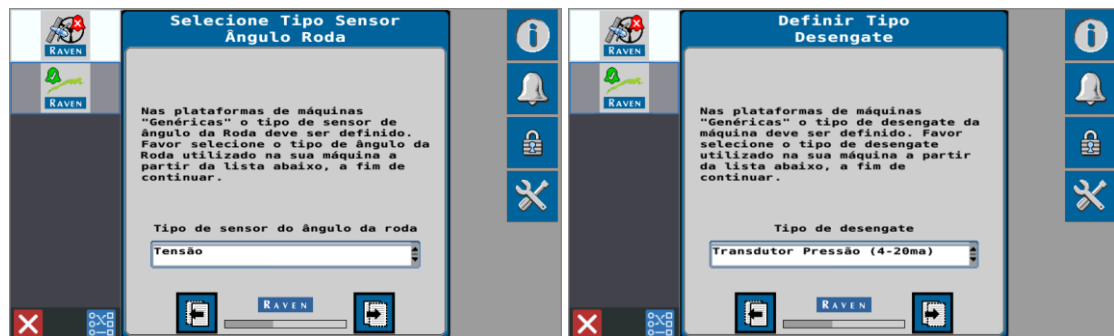 Selecione Tipo Sensor
Ângulo Roda
RAVEN
RAVEN
Nas plataformas de máquinas
"Genéricas" o tipo de sensor de
ângulo da Roda deve ser definido.
Favor selecione o tipo de ângulo da
Roda utilizado na sua máquina a
partir da lista abaixo, a fim de
continuar.
Tipo de sensor do ângulo da roda
Tensão
RAVEN
Definir Tipo
Desengate
RAVEN
RAVEN
Nas plataformas de máquinas
"Genéricas" o tipo de desengate da
máquina deve ser definido. Favor
selecione o tipo de desengate
utilizado na sua máquina a partir
da lista abaixo, a fim de
continuar.
Tipo de desengate
Transdutor Pressão (4-20ma)
RAVEN